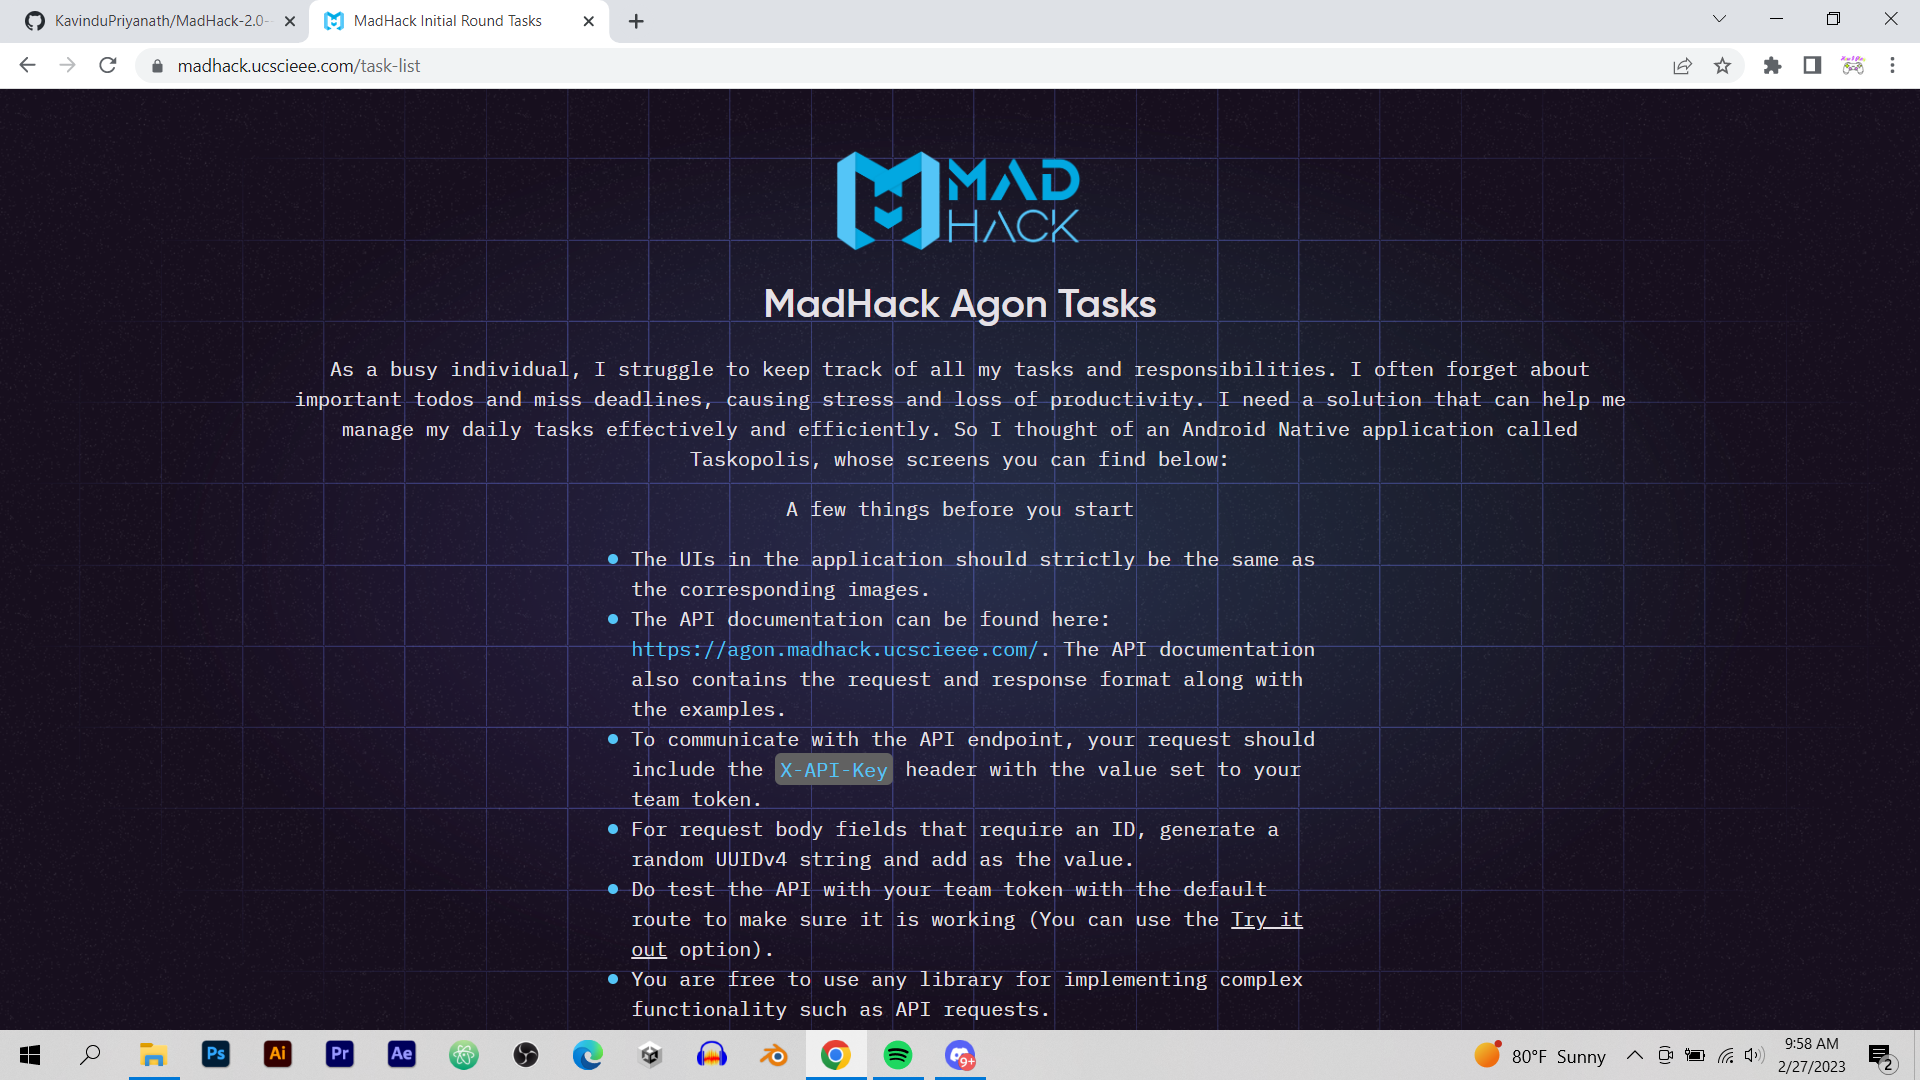 KavinduPriyanath/MadHack-2.0-
MadHack Initial Round Tasks
madhack.ucscieee.com/task-list
MAD
HACK
MadHack Agon Tasks
As a busy individual, I struggle to keep track of all my tasks and responsibilities. I often forget about
important todos and miss deadlines, causing stress and loss of productivity. I need a solution that can help me
manage my daily tasks effectively and efficiently. So I thought of an Android Native application called
Taskopolis, whose screens you can find below:
A few things before you start
The UIs in the application should strictly be the same as
the corresponding images.
The API documentation can be found here:
https://agon.madhack.ucscieee.com/. The API documentation
also contains the request and response format along with
the examples.
To communicate with the API endpoint, your request should
include the X-API-Key header with the value set to your
team token.
For request body fields that require an ID, generate a
random UUIDv4 string and add as the value.
Do test the API with your team token with the default
route to make sure it is working (You can use the Try it
out option).
You are free to use any library for implementing complex
functionality such as API requests.
Ps
Ai
Pr
Ae
9+
80°F Sunny
9:58 AM
2/27/2023
2